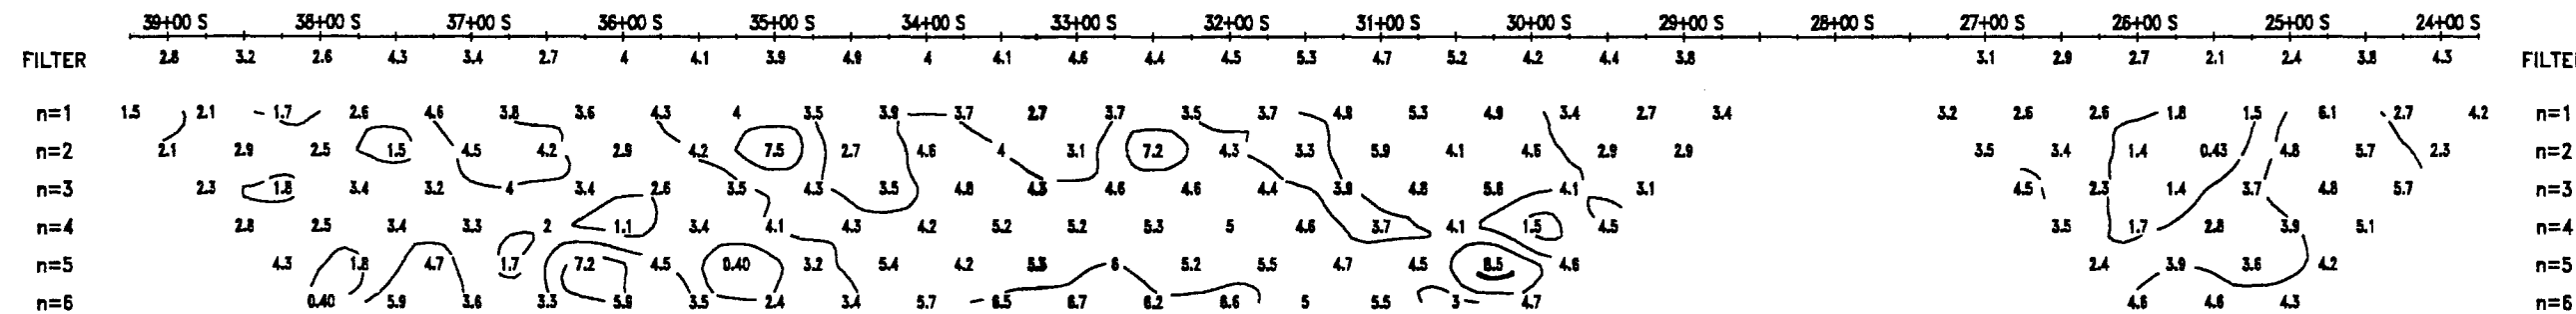 39+00 S 38+00 S 37+00 S 36+00 S 35+00 S 34+00 S 33+00 S 32+00 S 31+00 S 30+00 S 29+00 S 28+00 S 27+00 S 26+00 S 25+00 S 24+00 S
FILTER 2.8 3.2 2.6 4.3 3.4 2.7 4 4.1 3.9 4.9 4 4.1 4.6 4.4 4.5 5.3 4.7 5.2 4.2 4.4 3.8 3.1 2.9 2.7 2.1 2.4 3.8 4.3 FILTE
n=1 1.5 2.1 1.7 2.6 4.6 3.8 3.6 4.3 4 3.5 3.9 3.7 2.7 3.7 3.5 3.7 4.8 5.3 4.9 3.4 2.7 3.4 3.2 2.6 2.6 1.8 1.5 6.1 2.7 4.2 n=1
n=2 2.1 2.9 2.5 1.5 4.5 4.2 2.9 4.2 7.5 2.7 4.6 4 3.1 7.2 4.3 3.3 5.9 4.1 4.6 2.9 2.9 3.5 3.4 1.4 0.43 4.8 5.7 2.3 n=2
n=3 2.3 1.8 3.4 3.2 4 3.4 2.6 3.5 4.3 3.5 4.8 4.6 4.6 4.4 3.9 4.8 5.6 4.1 3.1 4.5 2.3 1.4 3.7 4.8 5.7 n=3
n=4 2.8 2.5 3.4 3.3 2 1.1 3.4 4.1 4.3 4.2 5.2 5.2 5.3 5 4.6 3.7 4.1 1.5 4.5 3.5 1.7 2.8 3.9 5.1 n=4
n=5 4.3 1.8 4.7 1.7 7.2 4.5 0.40 3.2 5.4 4.2 5.5 6 5.2 5.5 4.7 4.5 4.6 2.4 3.9 3.6 4.2 n=5
n=6 0.40 5.9 3.6 3.3 5.8 3.5 2.4 3.4 5.7 6.5 6.7 6.2 6.6 5 5.5 3 4.7 4.6 4.6 4.3 n=6